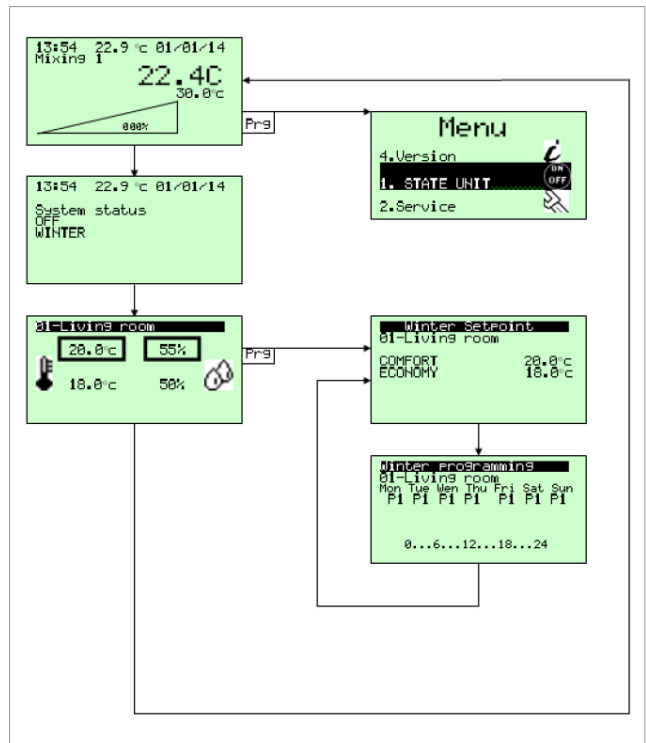 13:54 22.9 °c 01/01/14
Mixing 1
22.4C
30.0°c
000%
Prg
Menu
4.Version
i
1. STATE UNIT
ON
OFF
2.Service
13:54 22.9 °c 01/01/14
System status
OFF
WINTER
01-Living room
20.0°c 55%
18.0°c 50%
Prg
Winter Setpoint
01-Living room
COMFORT 20.0°c
ECONOMY 18.0°c
Winter programming
01-Living room
Mon Tue Wen Thu Fri Sat Sun
P1 P1 P1 P1 P1 P1 P1
0...6...12...18...24